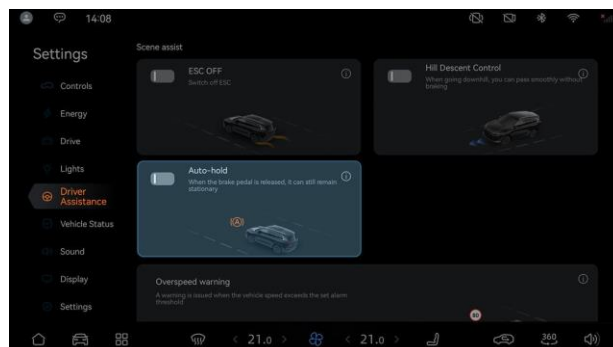 14:08
Settings
Scene assist
Controls
Energy
Drive
Lights
Driver
Assistance
Vehicle Status
Sound
Display
Settings
ESC OFF
Switch off ESC
Hill Descent Control
When going downhill, you can pass smoothly without
braking
Auto-hold
When the brake pedal is released, it can still remain
stationary
(A)
Overspeed warning
A warning is issued when the vehicle speed exceeds the set alarm
threshold
80
< 21.0 >
< 21.0 >
360